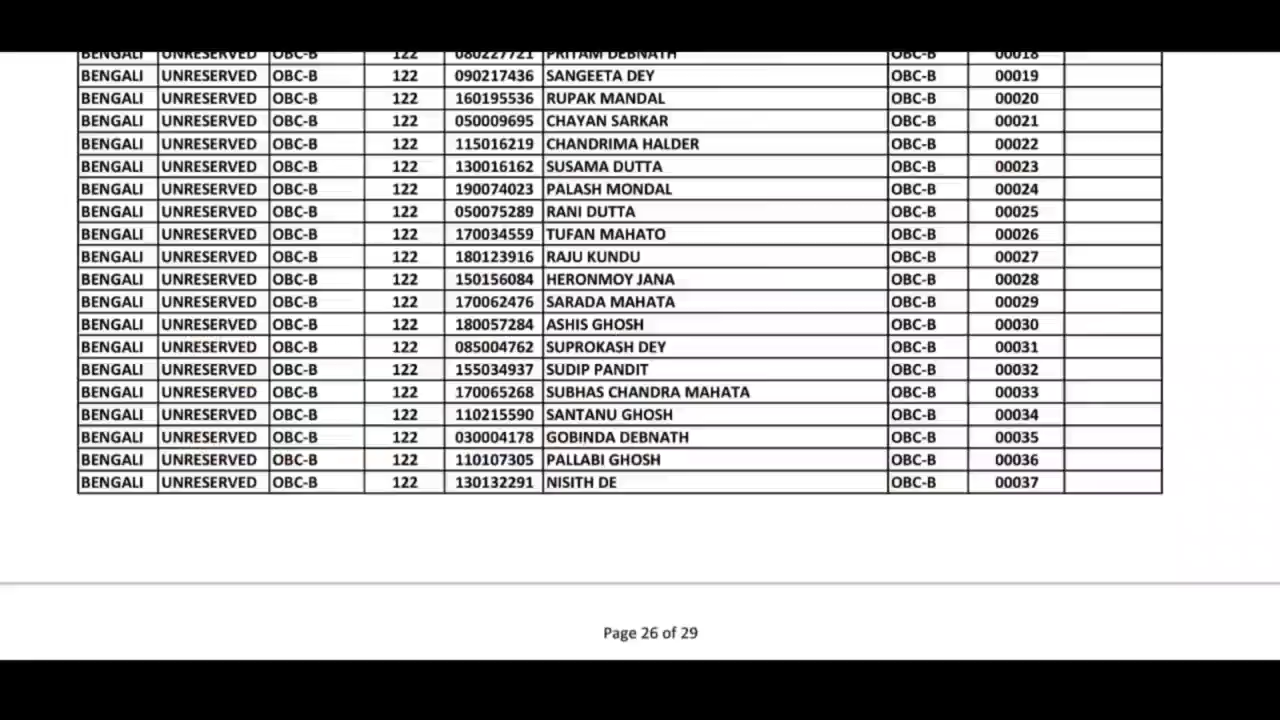 BENGALI UNRESERVED OBC-B 122 080227721 PRITAM DEBNATH OBC-B 00018
BENGALI UNRESERVED OBC-B 122 090217436 SANGEETA DEY OBC-B 00019
BENGALI UNRESERVED OBC-B 122 160195536 RUPAK MANDAL OBC-B 00020
BENGALI UNRESERVED OBC-B 122 050009695 CHAYAN SARKAR OBC-B 00021
BENGALI UNRESERVED OBC-B 122 115016219 CHANDRIMA HALDER OBC-B 00022
BENGALI UNRESERVED OBC-B 122 130016162 SUSAMA DUTTA OBC-B 00023
BENGALI UNRESERVED OBC-B 122 190074023 PALASH MONDAL OBC-B 00024
BENGALI UNRESERVED OBC-B 122 050075289 RANI DUTTA OBC-B 00025
BENGALI UNRESERVED OBC-B 122 170034559 TUFAN MAHATO OBC-B 00026
BENGALI UNRESERVED OBC-B 122 180123916 RAJU KUNDU OBC-B 00027
BENGALI UNRESERVED OBC-B 122 150156084 HERONMOY JANA OBC-B 00028
BENGALI UNRESERVED OBC-B 122 170062476 SARADA MAHATA OBC-B 00029
BENGALI UNRESERVED OBC-B 122 180057284 ASHIS GHOSH OBC-B 00030
BENGALI UNRESERVED OBC-B 122 085004762 SUPROKASH DEY OBC-B 00031
BENGALI UNRESERVED OBC-B 122 155034937 SUDIP PANDIT OBC-B 00032
BENGALI UNRESERVED OBC-B 122 170065268 SUBHAS CHANDRA MAHATA OBC-B 00033
BENGALI UNRESERVED OBC-B 122 110215590 SANTANU GHOSH OBC-B 00034
BENGALI UNRESERVED OBC-B 122 030004178 GOBINDA DEBNATH OBC-B 00035
BENGALI UNRESERVED OBC-B 122 110107305 PALLABI GHOSH OBC-B 00036
BENGALI UNRESERVED OBC-B 122 130132291 NISITH DE OBC-B 00037
Page 26 of 29